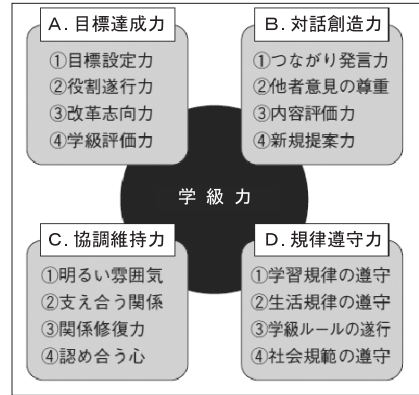 A.目標達成力
①目標設定力
②役割遂行力
③改革志向力
④学級評価力
B.対話創造力
①つながり発言力
②他者意見の尊重
③内容評価力
④新規提案力
学級力
C.協調維持力
①明るい雰囲気
②支え合う関係
③関係修復力
④認め合う心
D.規律遵守力
①学習規律の遵守
②生活規律の遵守
③学級ルールの遂行
④社会規範の遵守